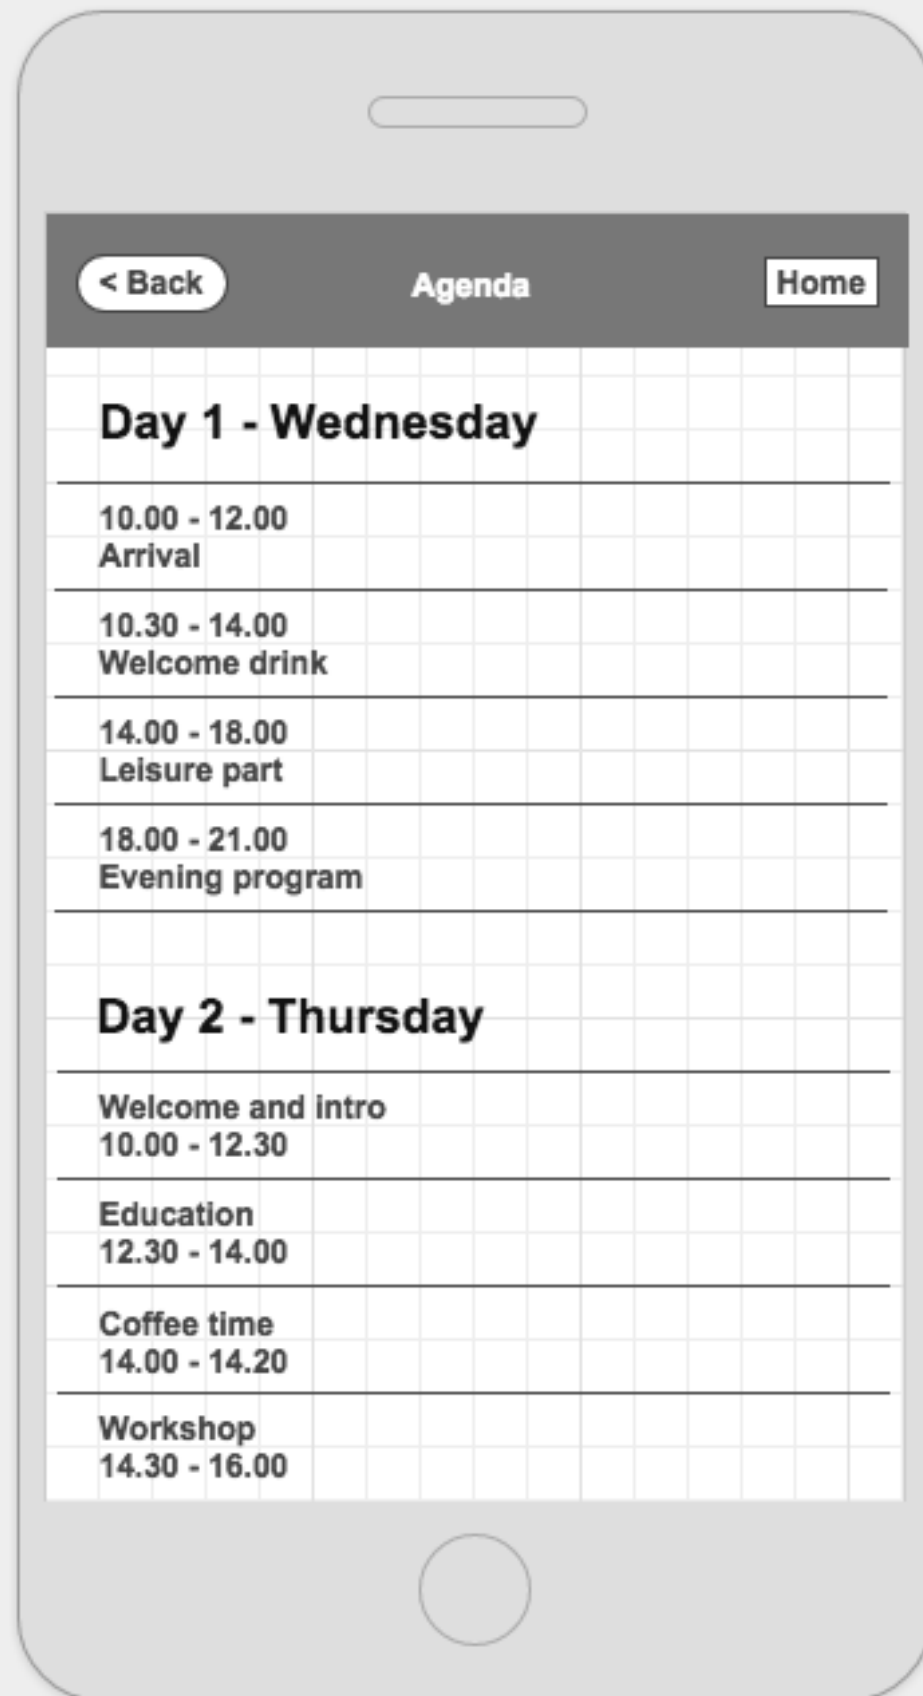 < Back
Agenda
Home
Day 1 - Wednesday
10.00 - 12.00
Arrival
10.30 - 14.00
Welcome drink
14.00 - 18.00
Leisure part
18.00 - 21.00
Evening program
Day 2 - Thursday
Welcome and intro
10.00 - 12.30
Education
12.30 - 14.00
Coffee time
14.00 - 14.20
Workshop
14.30 - 16.00